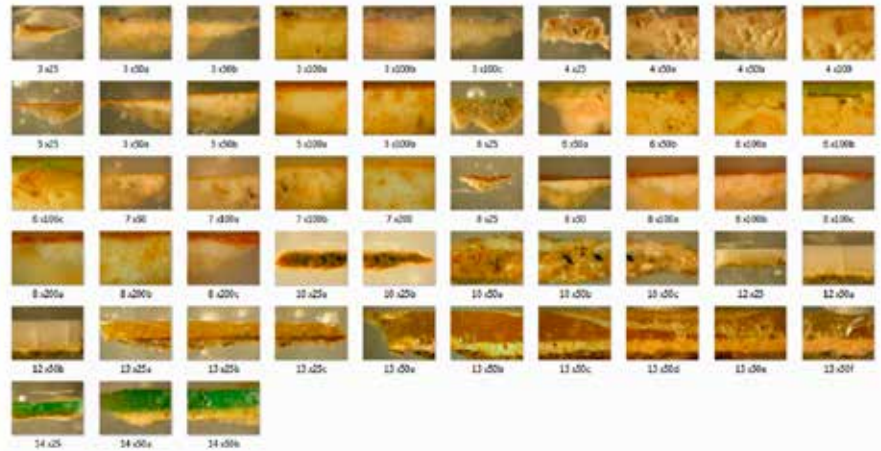 3 x25 3 x50a 3 x50b 3 x100a 3 x100b 3 x100c 4 x25 4 x50a 4 x50b 4 x100
5 x25 5 x50a 5 x50b 5 x100a 5 x100b 6 x25 6 x50a 6 x50b 6 x100a 6 x100b
6 x100c 7 x50 7 x100a 7 x100b 7 x200 8 x25 8 x50 8 x100a 8 x100b 8 x100c
8 x200a 8 x200b 8 x200c 10 x25a 10 x25b 10 x50a 10 x50b 10 x50c 12 x25 12 x50a
12 x50b 13 x25a 13 x25b 13 x25c 13 x50a 13 x50b 13 x50c 13 x50d 13 x50e 13 x50f
14 x25 14 x50a 14 x50b